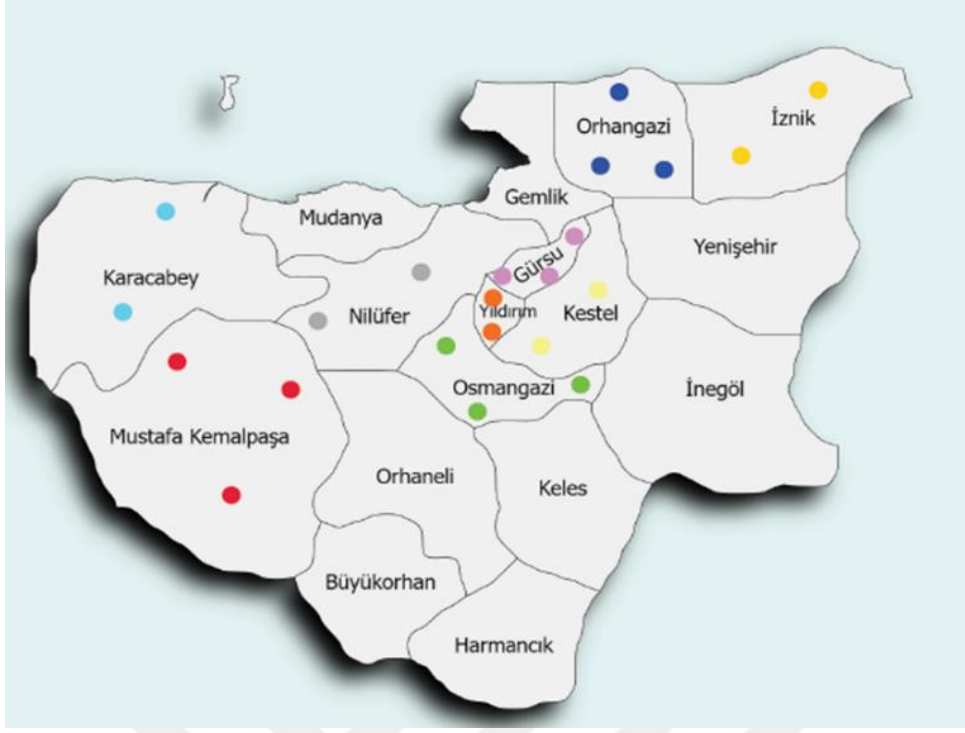 Orhangazi
İznik
Gemlik
Mudanya
Yenişehir
Karacabey
Gürsu
Nilüfer
Yıldırım
Kestel
Osmangazi
İnegöl
Mustafa Kemalpaşa
Orhaneli
Keles
Büyükorhan
Harmancık